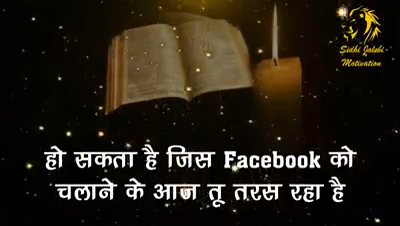 Sidhi Jalebi
Motivation
हो सकता है जिस Facebook को
चलाने के आज तू तरस रहा है